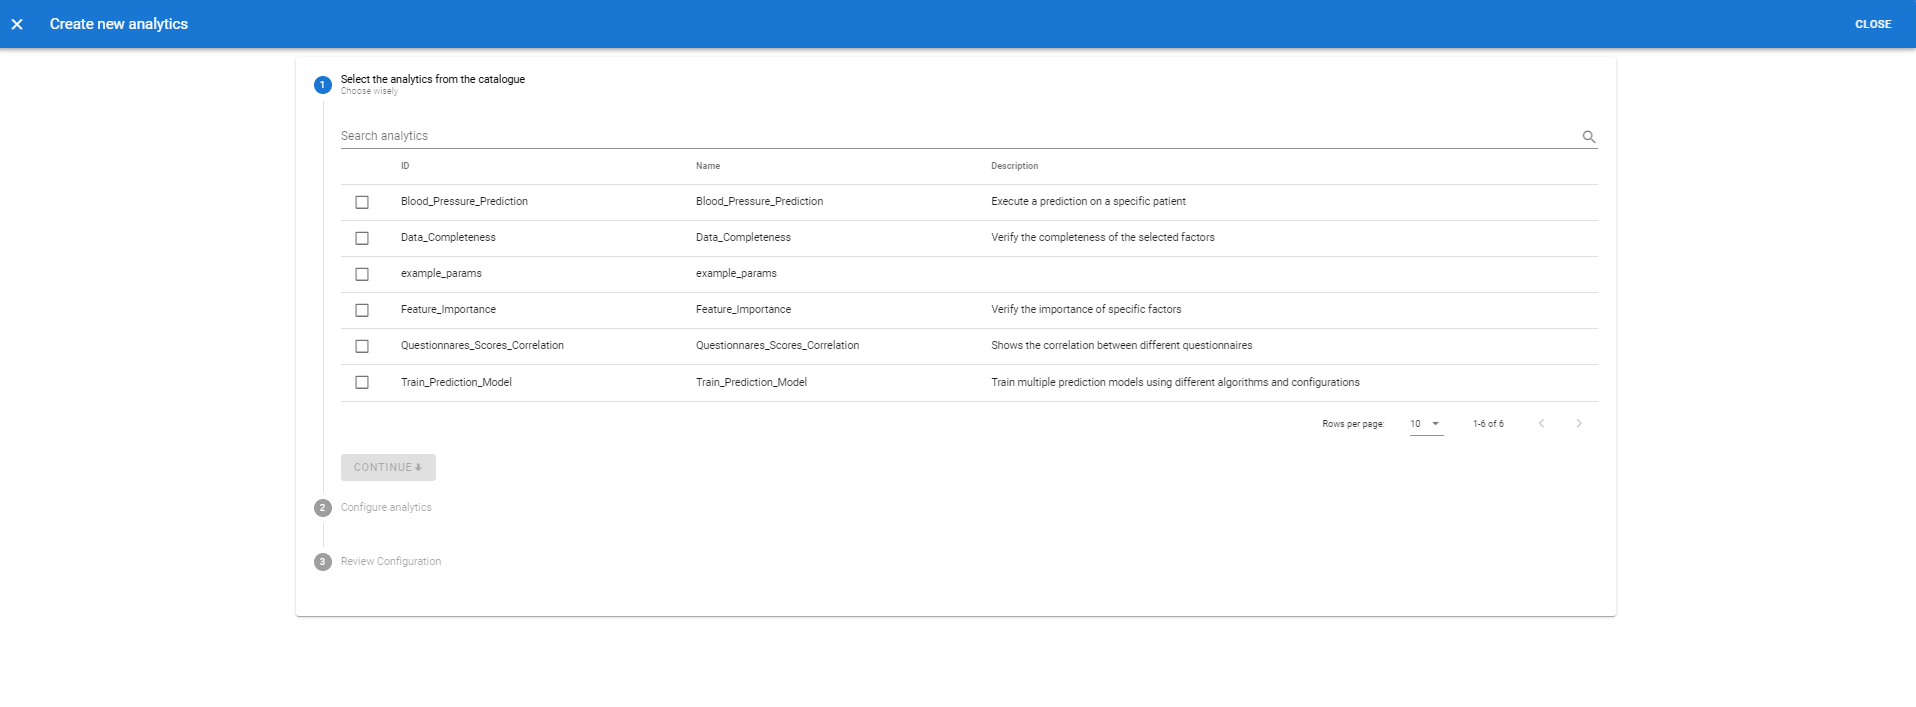 Create new analytics
CLOSE
1
Select the analytics from the catalogue
Choose wisely
Search analytics
ID Name Description
Blood_Pressure_Prediction Blood_Pressure_Prediction Execute a prediction on a specific patient
Data_Completeness Data_Completeness Verify the completeness of the selected factors
example_params example_params
Feature_Importance Feature_Importance Verify the importance of specific factors
Questionnares_Scores_Correlation Questionnares_Scores_Correlation Shows the correlation between different questionnaires
Train_Prediction_Model Train_Prediction_Model Train multiple prediction models using different algorithms and configurations
Rows per page: 10 1-6 of 6
CONTINUE
2 Configure analytics
3 Review Configuration